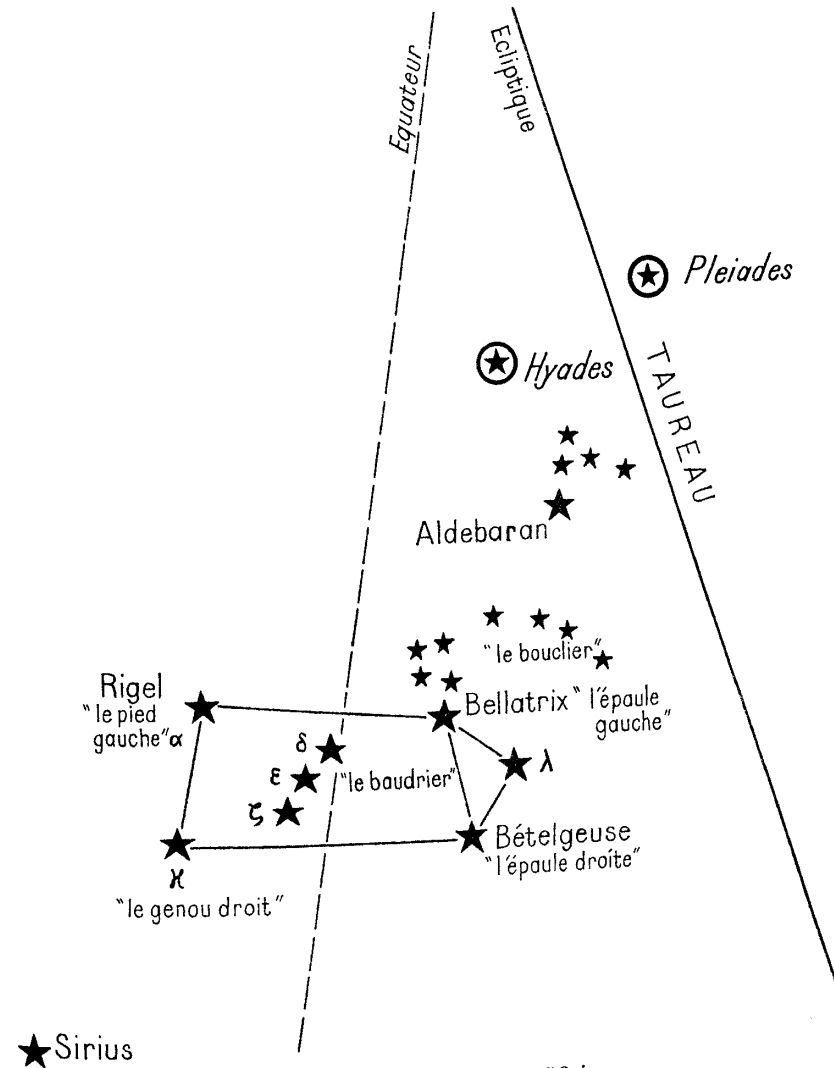 Equateur
Ecliptique
Pleiades
Hyades
TAUREAU
Aldebaran
"le bouclier"
Rigel
"le pied
gauche" α
Bellatrix "l'épaule
gauche"
δ
ε
"le baudrier"
λ
ζ
Bételgeuse
"l'épaule droite"
ϰ
"le genou droit"
Sirius